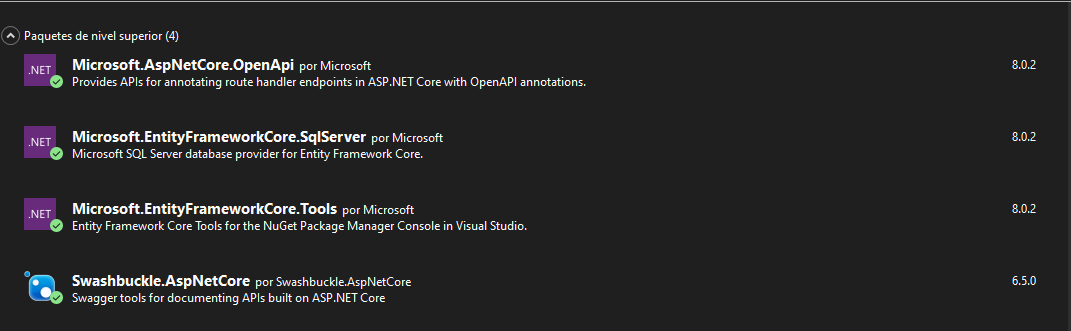 Paquetes de nivel superior (4)
.NET
Microsoft.AspNetCore.OpenApi por Microsoft 8.0.2
Provides APIs for annotating route handler endpoints in ASP.NET Core with OpenAPI annotations.
.NET
Microsoft.EntityFrameworkCore.SqlServer por Microsoft 8.0.2
Microsoft SQL Server database provider for Entity Framework Core.
.NET
Microsoft.EntityFrameworkCore.Tools por Microsoft 8.0.2
Entity Framework Core Tools for the NuGet Package Manager Console in Visual Studio.
Swashbuckle.AspNetCore por Swashbuckle.AspNetCore 6.5.0
Swagger tools for documenting APIs built on ASP.NET Core